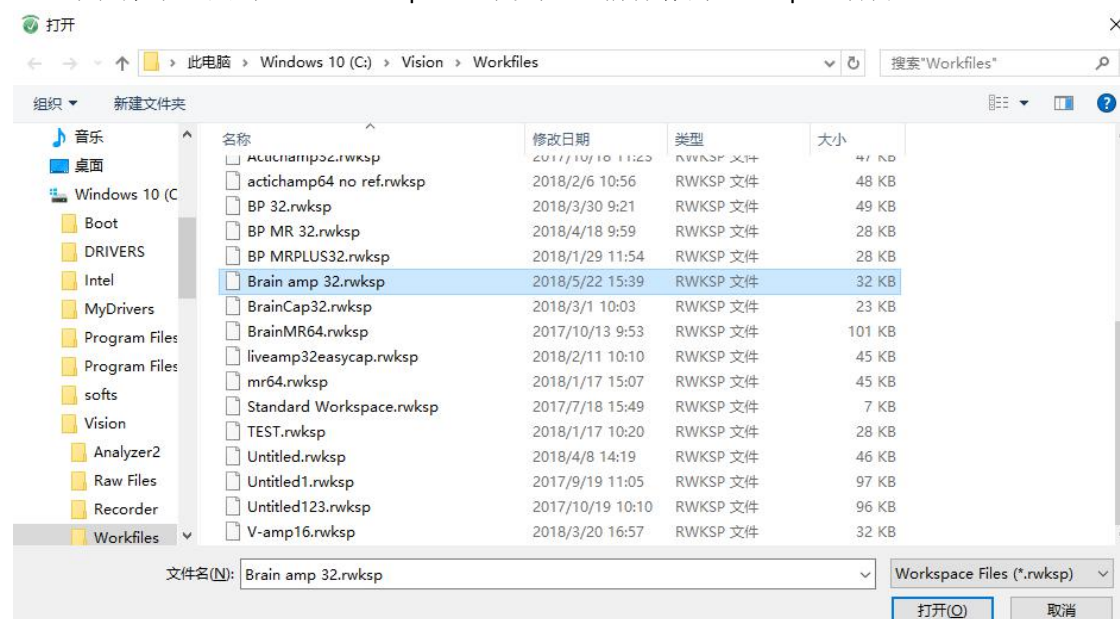 打开
此电脑 > Windows 10 (C:) > Vision > Workfiles
搜索"Workfiles"
组织 新建文件夹
音乐
桌面
Windows 10 (C
Boot
DRIVERS
Intel
MyDrivers
Program Files
Program Files
softs
Vision
Analyzer2
Raw Files
Recorder
Workfiles
名称 修改日期 类型 大小
Actichamp32.rwksp 2017/10/18 11:23 RWKSP 文件 47 KB
actichamp64 no ref.rwksp 2018/2/6 10:56 RWKSP 文件 48 KB
BP 32.rwksp 2018/3/30 9:21 RWKSP 文件 49 KB
BP MR 32.rwksp 2018/4/18 9:59 RWKSP 文件 28 KB
BP MRPLUS32.rwksp 2018/1/29 11:54 RWKSP 文件 28 KB
Brain amp 32.rwksp 2018/5/22 15:39 RWKSP 文件 32 KB
BrainCap32.rwksp 2018/3/1 10:03 RWKSP 文件 23 KB
BrainMR64.rwksp 2017/10/13 9:53 RWKSP 文件 101 KB
liveamp32easycap.rwksp 2018/2/11 10:10 RWKSP 文件 45 KB
mr64.rwksp 2018/1/17 15:07 RWKSP 文件 45 KB
Standard Workspace.rwksp 2017/7/18 15:49 RWKSP 文件 7 KB
TEST.rwksp 2018/1/17 10:20 RWKSP 文件 28 KB
Untitled.rwksp 2018/4/8 14:19 RWKSP 文件 46 KB
Untitled1.rwksp 2017/9/19 11:05 RWKSP 文件 97 KB
Untitled123.rwksp 2017/10/19 10:10 RWKSP 文件 96 KB
V-amp16.rwksp 2018/3/20 16:57 RWKSP 文件 32 KB
文件名(N): Brain amp 32.rwksp Workspace Files (*.rwksp)
打开(O) 取消